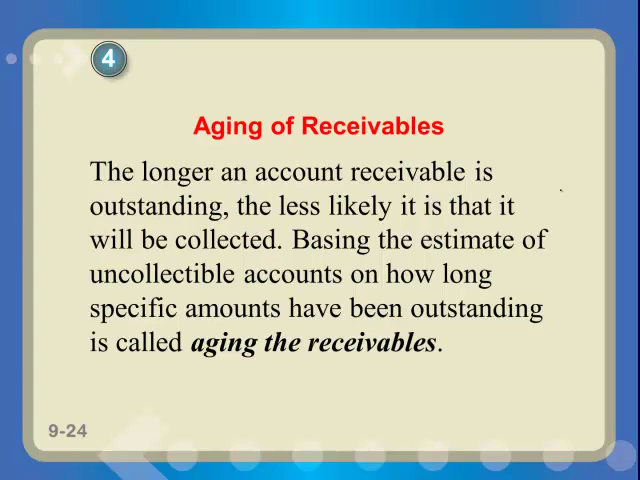 4
Aging of Receivables
The longer an account receivable is
outstanding, the less likely it is that it
will be collected. Basing the estimate of
uncollectible accounts on how long
specific amounts have been outstanding
is called aging the receivables.
9-24